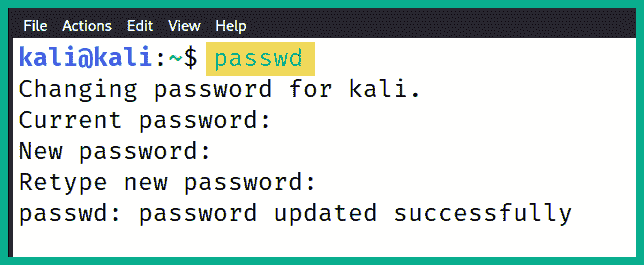 File Actions Edit View Help
kali@kali:~$ passwd
Changing password for kali.
Current password:
New password:
Retype new password:
passwd: password updated successfully